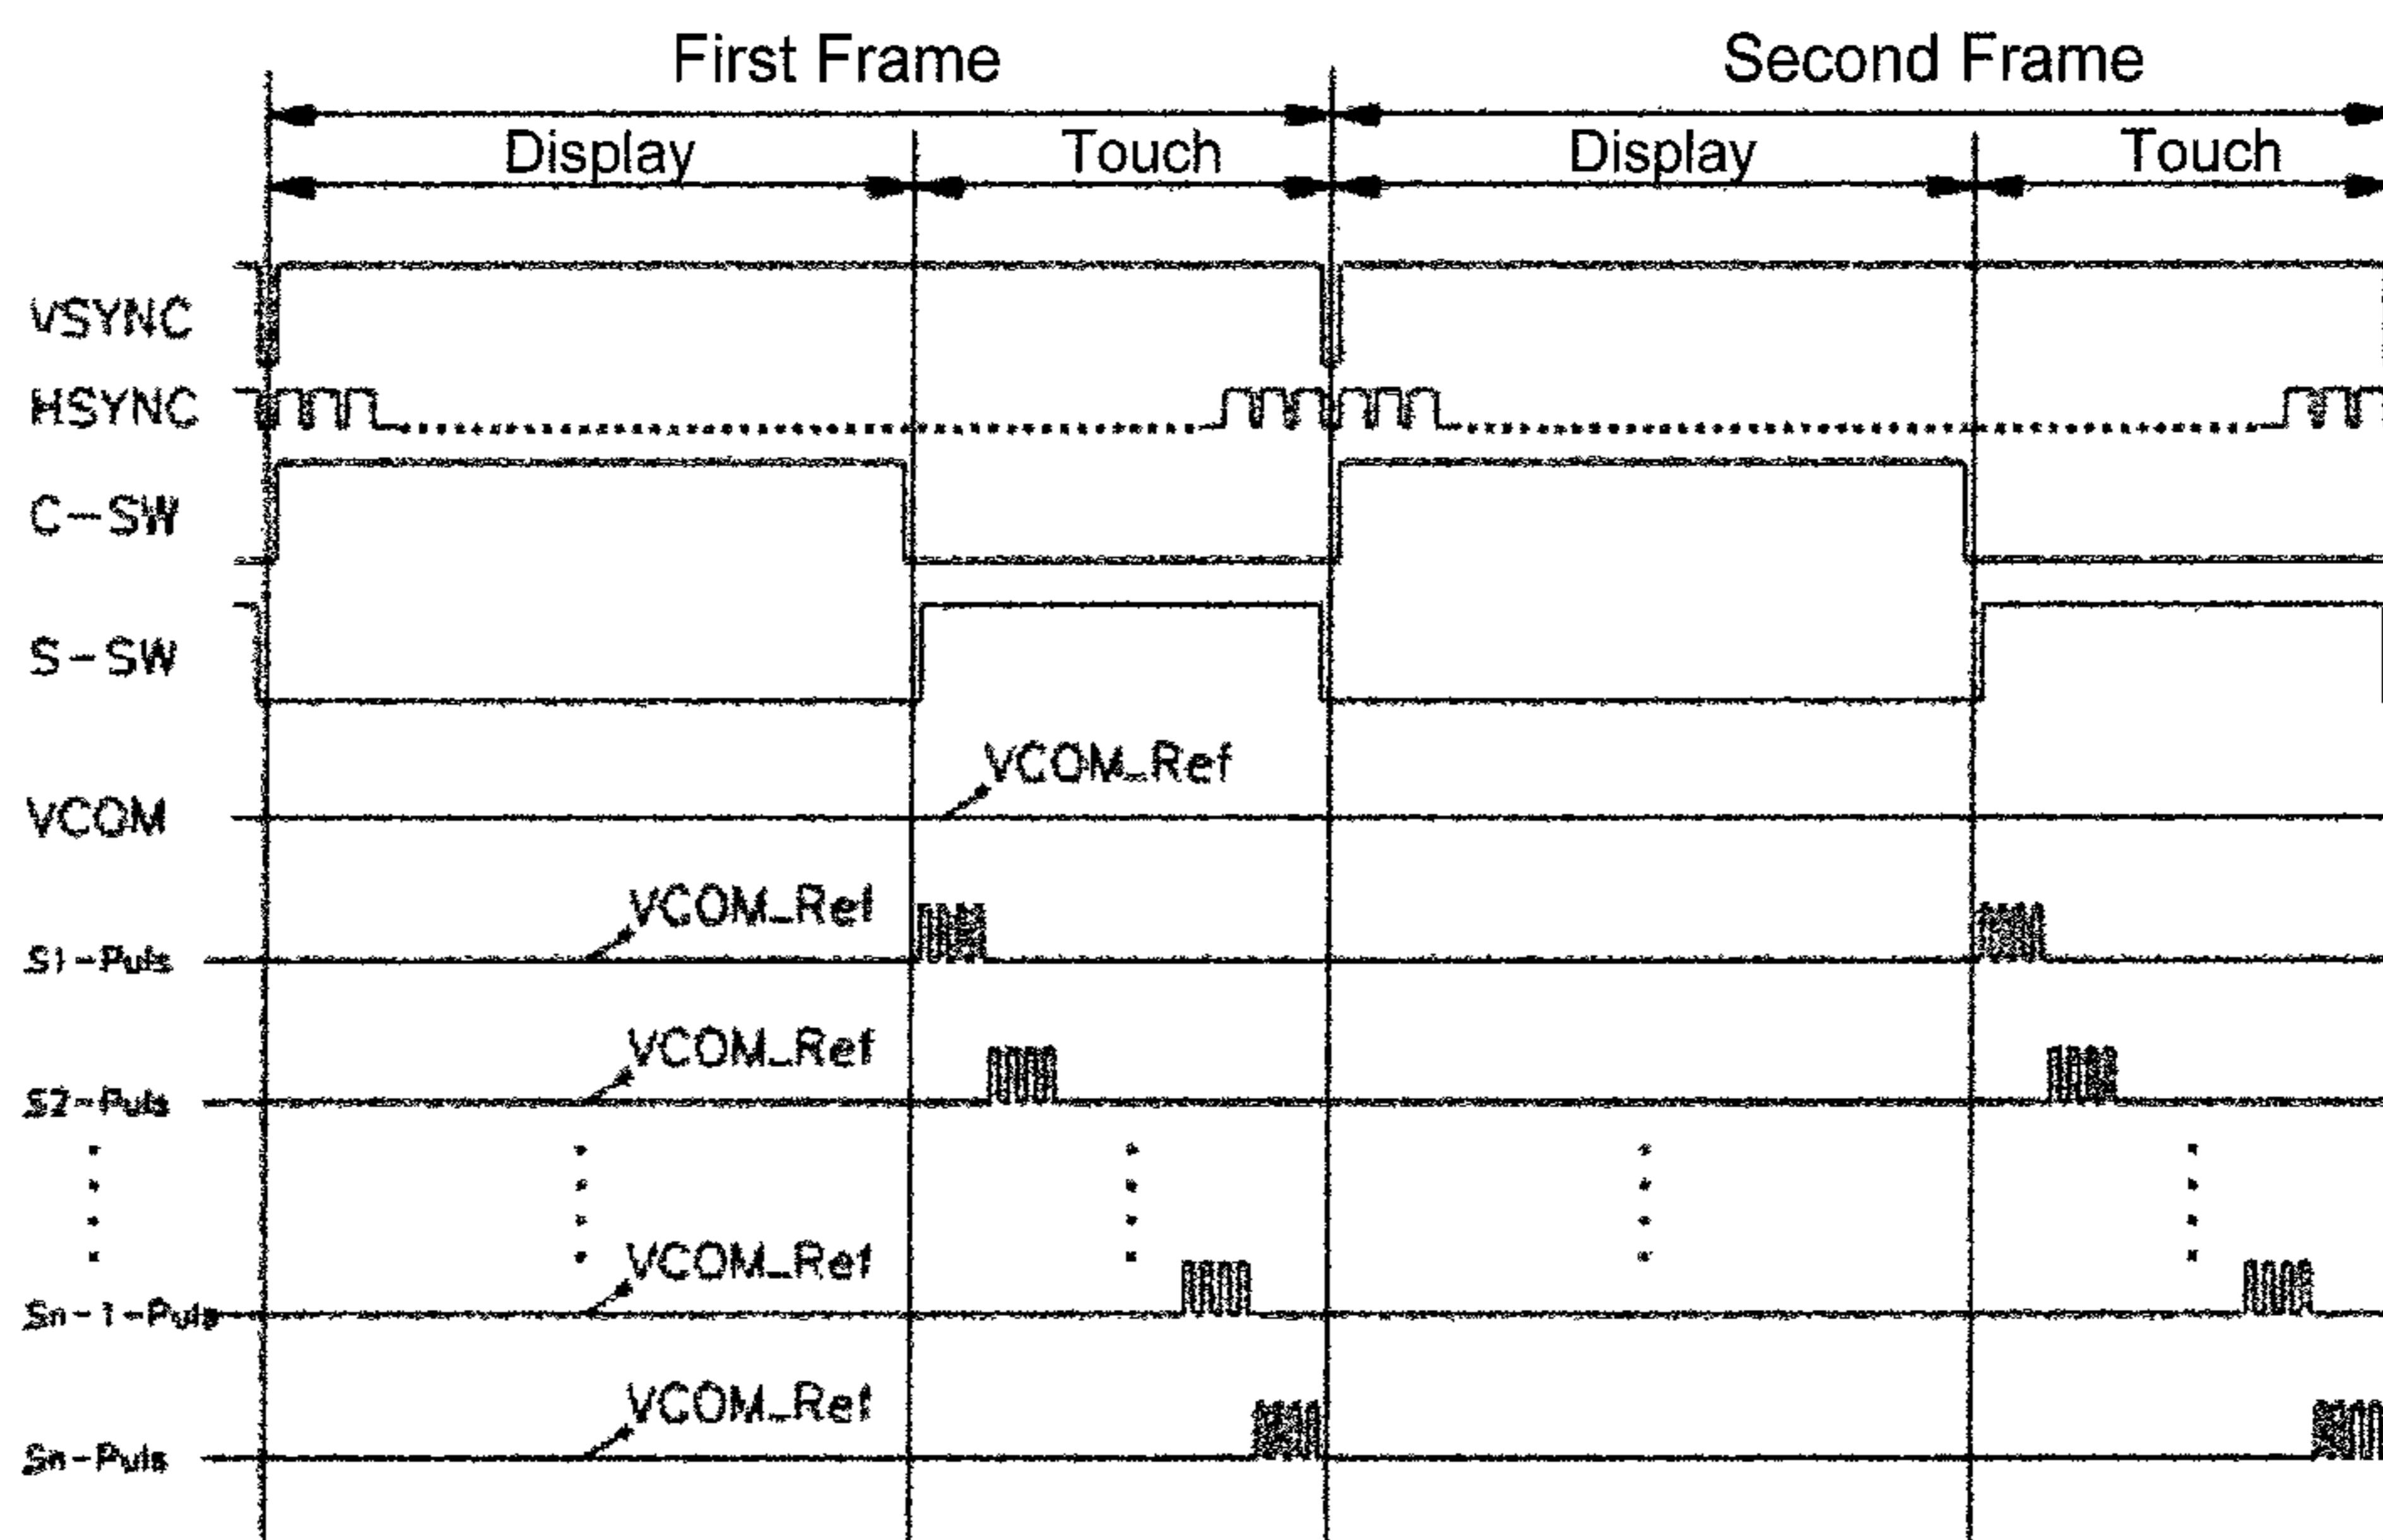 First Frame Second Frame
Display Touch Display Touch
VSYNC
HSYNC
C-SW
S-SW
VCOM_Ref
VCOM
VCOM_Ref
S1-Puls
VCOM_Ref
S2-Puls
VCOM_Ref
Sn-1-Puls
VCOM_Ref
Sn-Puls